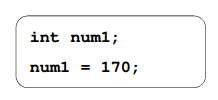 int num1;
num1 = 170;